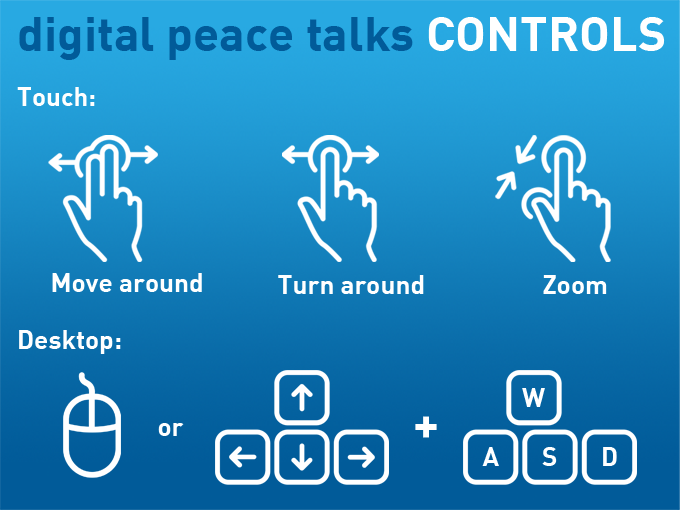 digital peace talks CONTROLS
Touch:
Move around
Turn around
Zoom
Desktop:
or
+
W
A S D